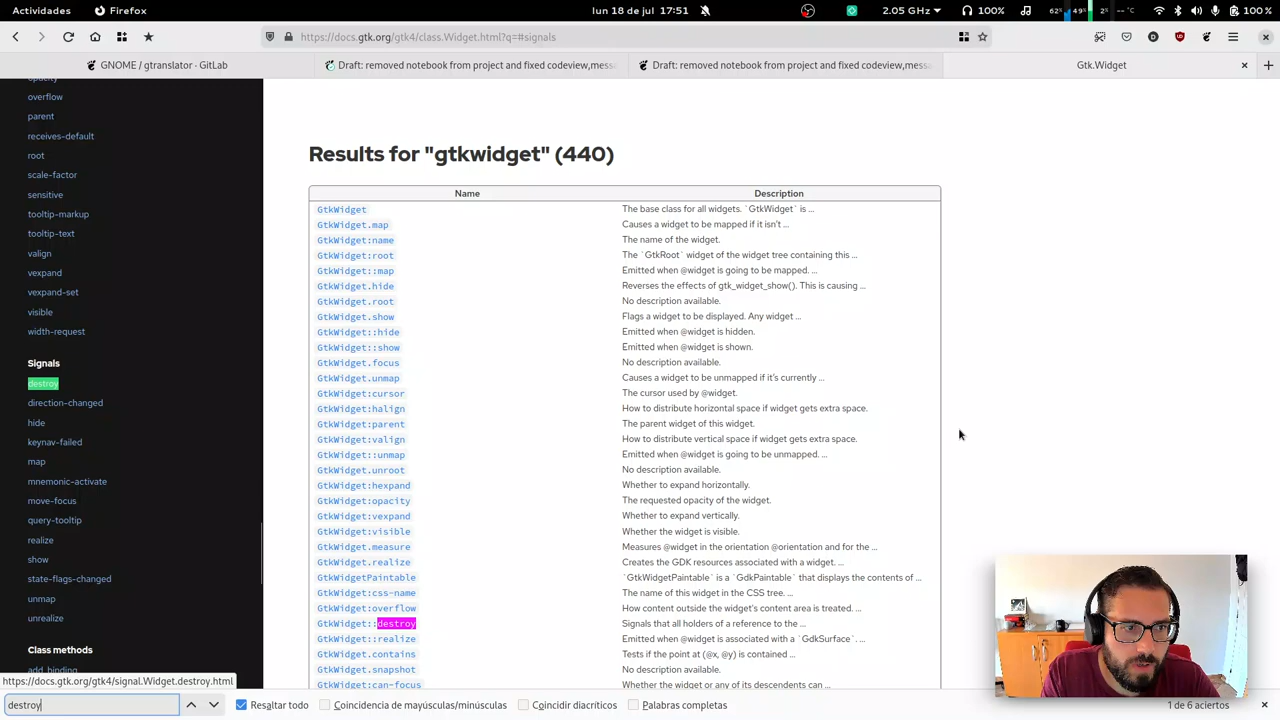 Actividades Firefox lun 18 de jul 17:51 2.05 GHz 100% 62% 49% 2% --°C 100 %
https://docs.gtk.org/gtk4/class.Widget.html?q=#signals
GNOME / gtranslator · GitLab
Draft: removed notebook from project and fixed codeview,messa
Draft: removed notebook from project and fixed codeview,mess
Gtk.Widget
opacity
overflow
parent
receives-default
root
scale-factor
sensitive
tooltip-markup
tooltip-text
valign
vexpand
vexpand-set
visible
width-request
Signals
destroy
direction-changed
hide
keynav-failed
map
mnemonic-activate
move-focus
query-tooltip
realize
show
state-flags-changed
unmap
unrealize
Class methods
add_binding
Results for "gtkwidget" (440)
Name Description
GtkWidget The base class for all widgets. `GtkWidget` is ...
GtkWidget.map Causes a widget to be mapped if it isn't ...
GtkWidget:name The name of the widget.
GtkWidget:root The `GtkRoot` widget of the widget tree containing this ...
GtkWidget::map Emitted when @widget is going to be mapped. ...
GtkWidget.hide Reverses the effects of gtk_widget_show(). This is causing ...
GtkWidget.root No description available.
GtkWidget.show Flags a widget to be displayed. Any widget ...
GtkWidget::hide Emitted when @widget is hidden.
GtkWidget::show Emitted when @widget is shown.
GtkWidget.focus No description available.
GtkWidget.unmap Causes a widget to be unmapped if it's currently ...
GtkWidget:cursor The cursor used by @widget.
GtkWidget:halign How to distribute horizontal space if widget gets extra space.
GtkWidget:parent The parent widget of this widget.
GtkWidget:valign How to distribute vertical space if widget gets extra space.
GtkWidget::unmap Emitted when @widget is going to be unmapped. ...
GtkWidget.unroot No description available.
GtkWidget:hexpand Whether to expand horizontally.
GtkWidget:opacity The requested opacity of the widget.
GtkWidget:vexpand Whether to expand vertically.
GtkWidget:visible Whether the widget is visible.
GtkWidget.measure Measures @widget in the orientation @orientation and for the ...
GtkWidget.realize Creates the GDK resources associated with a widget. ...
GtkWidgetPaintable `GtkWidgetPaintable` is a `GdkPaintable` that displays the contents of ...
GtkWidget:css-name The name of this widget in the CSS tree. ...
GtkWidget:overflow How content outside the widget's content area is treated. ...
GtkWidget::destroy Signals that all holders of a reference to the ...
GtkWidget::realize Emitted when @widget is associated with a `GdkSurface`. ...
GtkWidget.contains Tests if the point at (@x, @y) is contained ...
GtkWidget.snapshot No description available.
GtkWidget:can-focus Whether the widget or any of its descendents can ...
https://docs.gtk.org/gtk4/signal.Widget.destroy.html
destroy Resaltar todo Coincidencia de mayúsculas/minúsculas Coincidir diacríticos Palabras completas 1 de 6 aciertos